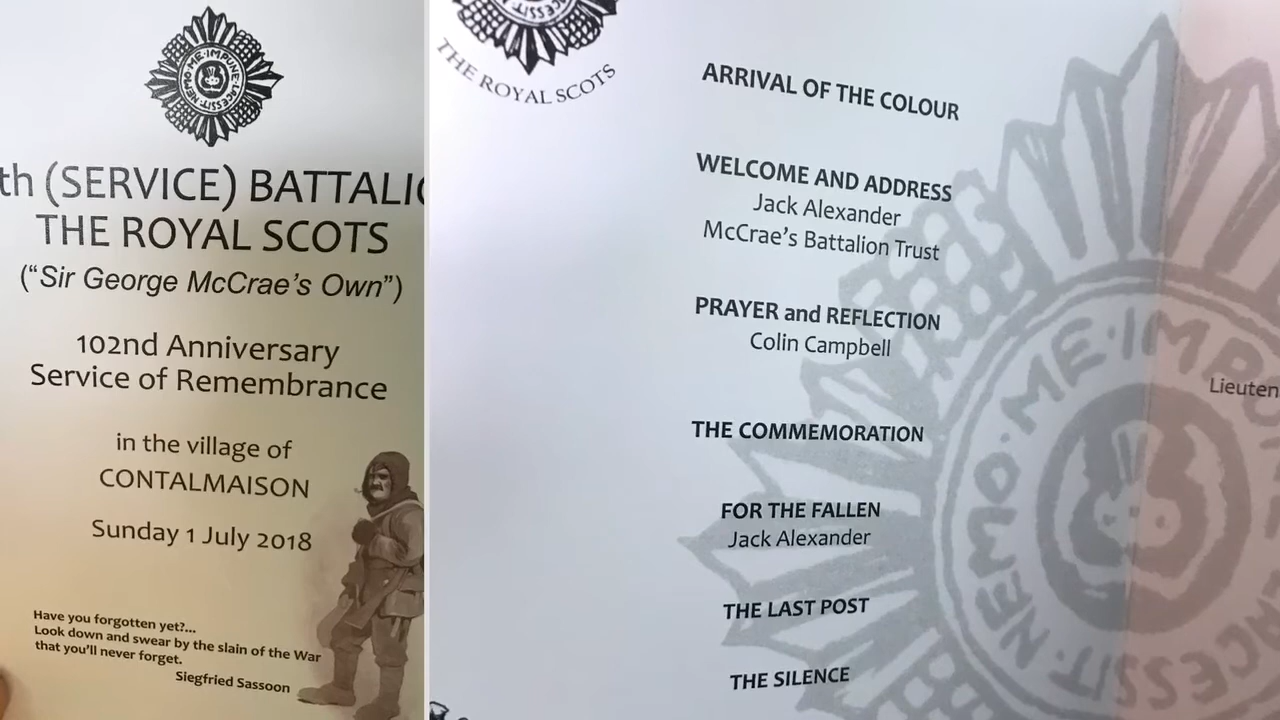 NEMO·ME·IMPUNE·LACESSIT
th (SERVICE) BATTALIO
THE ROYAL SCOTS
(“Sir George McCrae’s Own”)
102nd Anniversary
Service of Remembrance
in the village of
CONTALMAISON
Sunday 1 July 2018
Have you forgotten yet?...
Look down and swear by the slain of the War
that you’ll never forget.
Siegfried Sassoon
THE ROYAL SCOTS
ARRIVAL OF THE COLOUR
WELCOME AND ADDRESS
Jack Alexander
McCrae’s Battalion Trust
PRAYER and REFLECTION
Colin Campbell
THE COMMEMORATION
FOR THE FALLEN
Jack Alexander
THE LAST POST
THE SILENCE
NEMO·ME·IMPU
ACESSIT
Lieuten